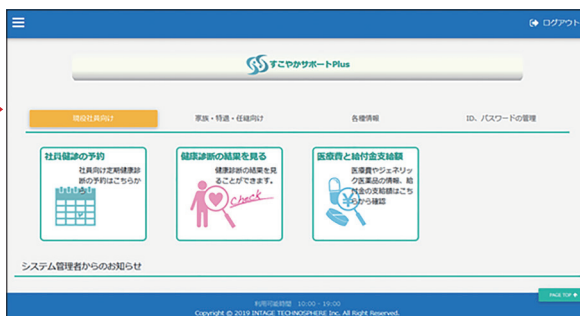 ログアウト
すこやかサポートPlus
現役社員向け
家族・特退・任継向け
各種情報
ID、パスワードの管理
社員健診の予約
社員向け定期健康診
断の予約はこちらか
ら
健康診断の結果を見る
健康診断の結果を見
ることができます。
Check
医療費と給付金支給額
医療費やジェネリッ
ク医薬品の情報、給
付金の支給額はこち
らから確認
システム管理者からのお知らせ
PAGE TOP
利用可能時間 10:00 - 19:00
Copyright © 2019 INTAGE TECHNOSPHERE Inc. All Right Reserved.